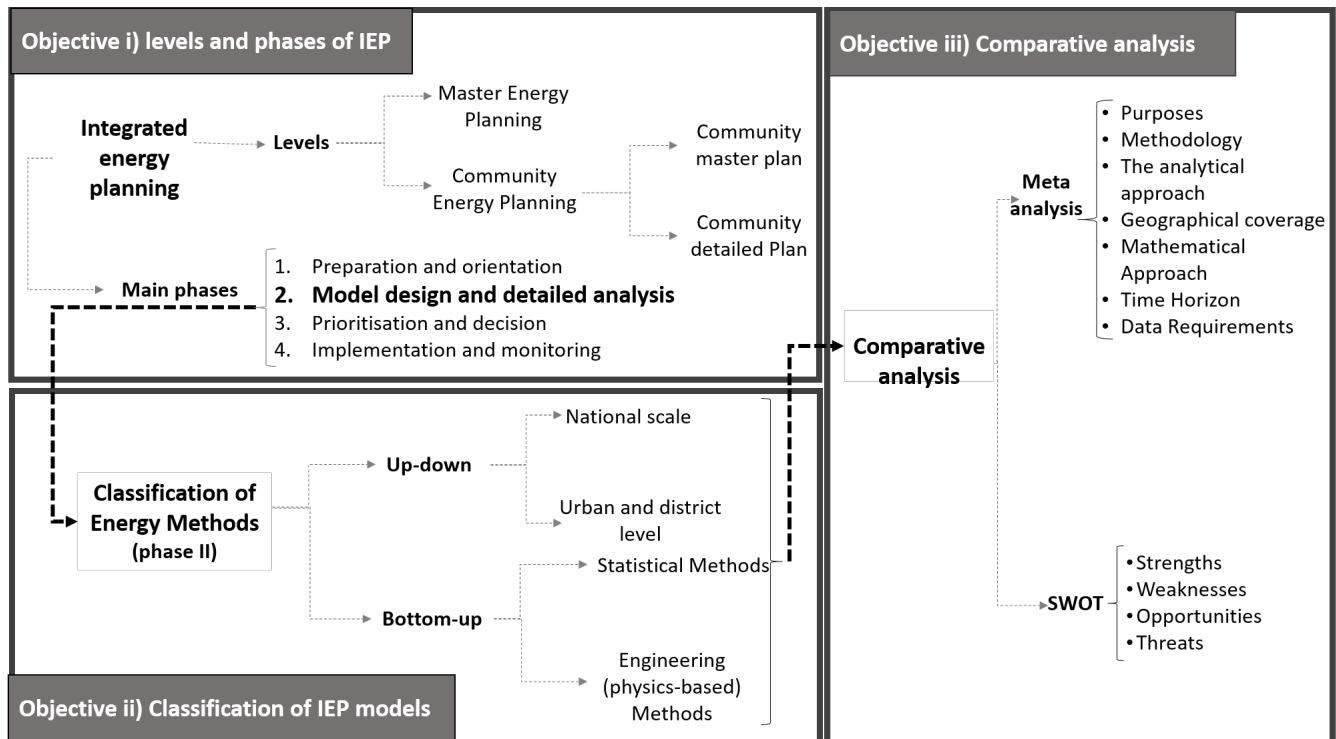 Objective i) levels and phases of IEP
Integrated
energy
planning
Levels
Master Energy
Planning
Community
Energy Planning
Community
master plan
Community
detailed Plan
Main phases
1. Preparation and orientation
2. Model design and detailed analysis
3. Prioritisation and decision
4. Implementation and monitoring
Classification of
Energy Methods
(phase II)
Up-down
National scale
Urban and district
level
Bottom-up
Statistical Methods
Engineering
(physics-based)
Methods
Objective ii) Classification of IEP models
Objective iii) Comparative analysis
Comparative
analysis
Meta
analysis
• Purposes
• Methodology
• The analytical
approach
• Geographical coverage
• Mathematical
Approach
• Time Horizon
• Data Requirements
SWOT
• Strengths
• Weaknesses
• Opportunities
• Threats